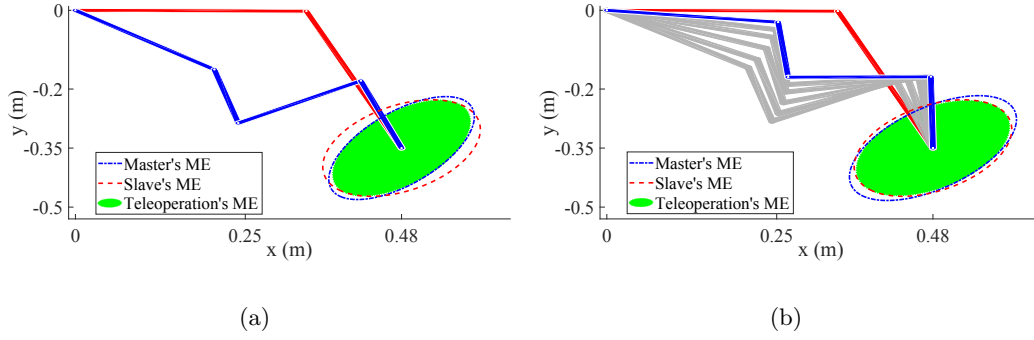 0
-0.2
-0.35
-0.5
y (m)
Master's ME
Slave's ME
Teleoperation's ME
0
0.25
0.48
x (m)
(a)
0
-0.2
-0.35
-0.5
y (m)
Master's ME
Slave's ME
Teleoperation's ME
0
0.25
0.48
x (m)
(b)